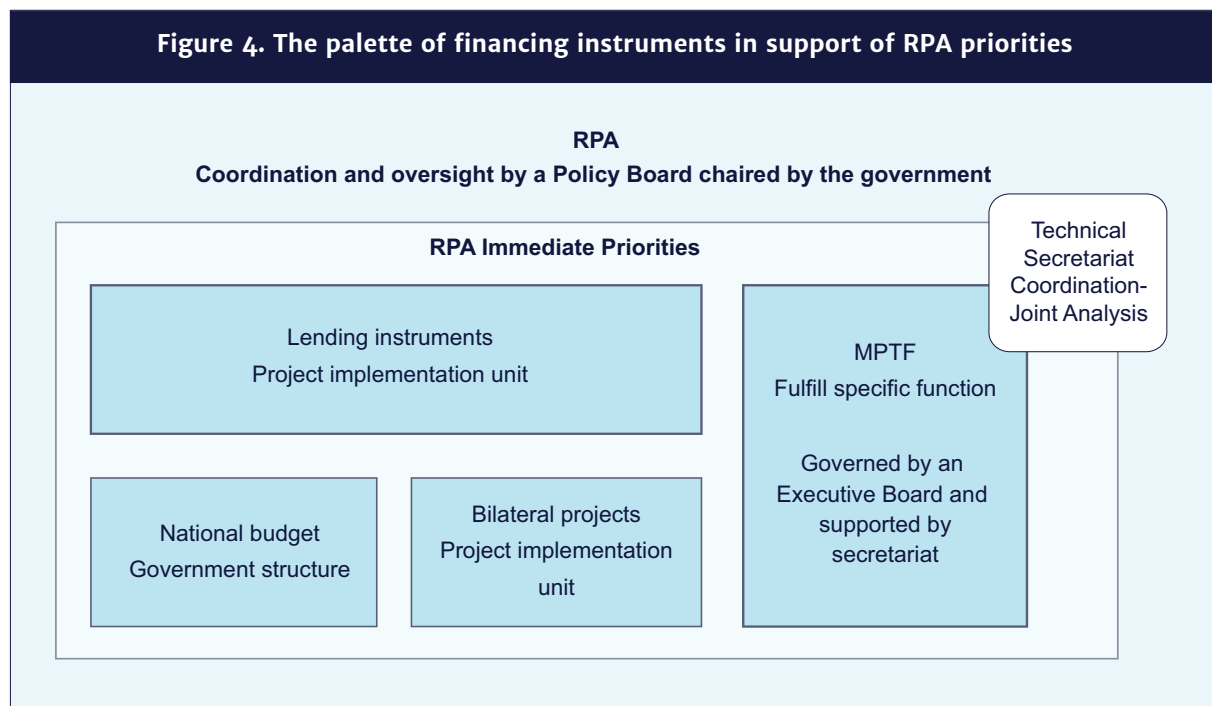 Figure 4. The palette of financing instruments in support of RPA priorities
RPA
Coordination and oversight by a Policy Board chaired by the government
Technical
Secretariat
Coordination-
Joint Analysis
RPA Immediate Priorities
Lending instruments
Project implementation unit
MPTF
Fulfill specific function
Governed by an
Executive Board and
supported by
secretariat
National budget
Government structure
Bilateral projects
Project implementation
unit